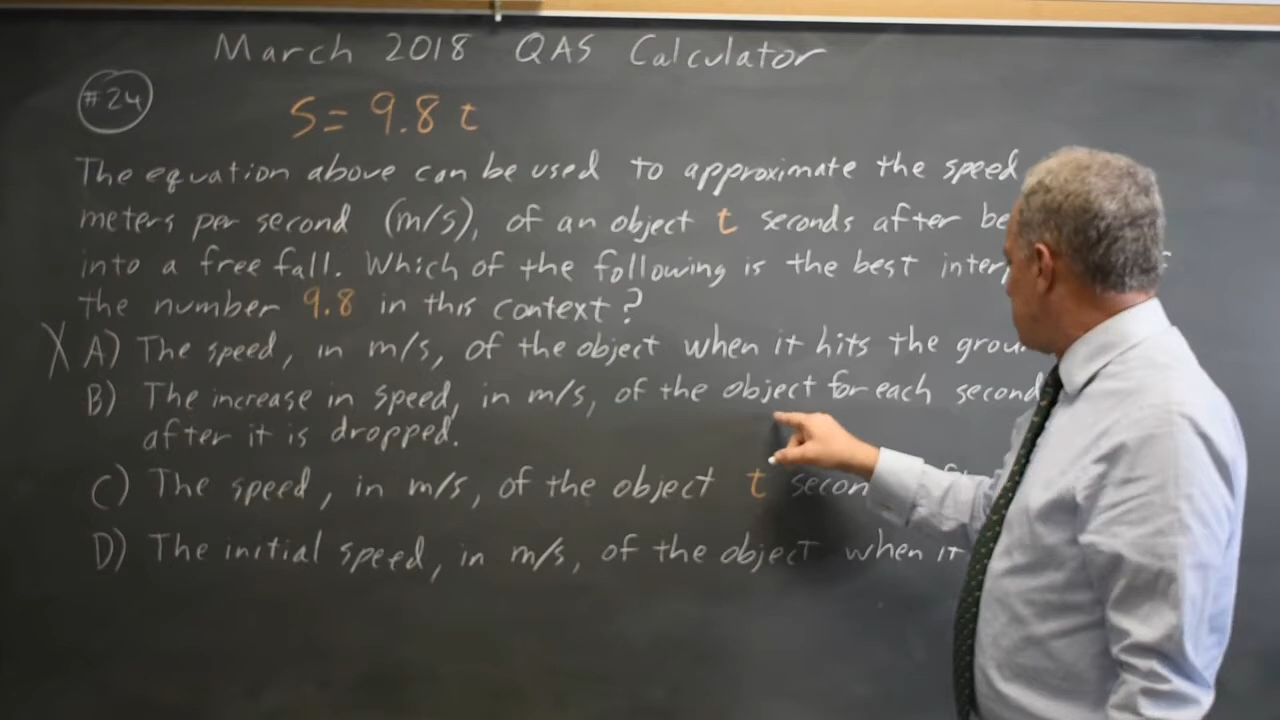 March 2018 QAS Calculator
#24
S = 9.8 t
The equation above can be used to approximate the speed
meters per second (m/s), of an object t seconds after
into a free fall. Which of the following is the best
the number 9.8 in this context?
X A) The speed, in m/s, of the object when it hits the
B) The increase in speed, in m/s, of the object for each second
after it is dropped.
C) The speed, in m/s, of the object t
D) The initial speed, in m/s, of the object when it